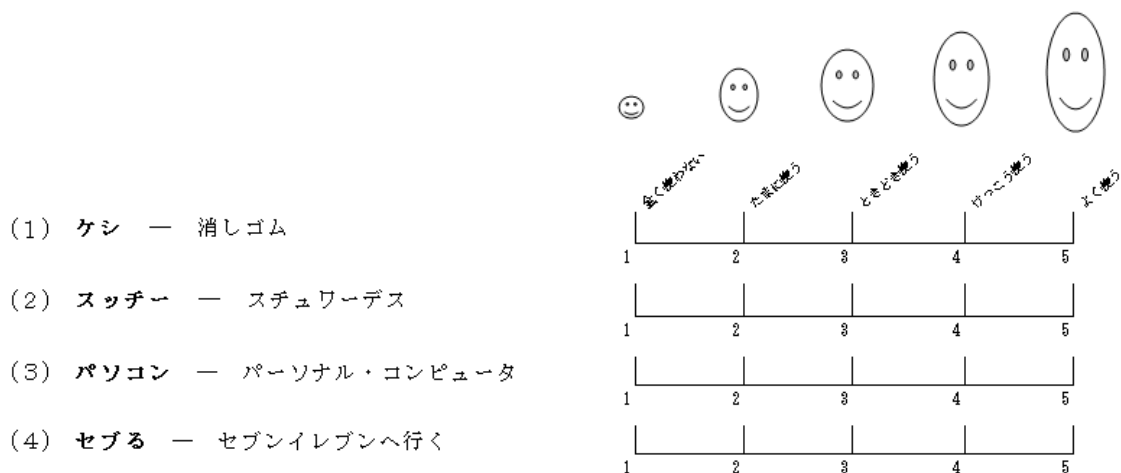 全く使わない たまに使う ときどき使う けっこう使う よく使う
(1) ケシ ― 消しゴム
1 2 3 4 5
(2) スッチー ― スチュワーデス
1 2 3 4 5
(3) パソコン ― パーソナル・コンピュータ
1 2 3 4 5
(4) セブる ― セブンイレブンへ行く
1 2 3 4 5